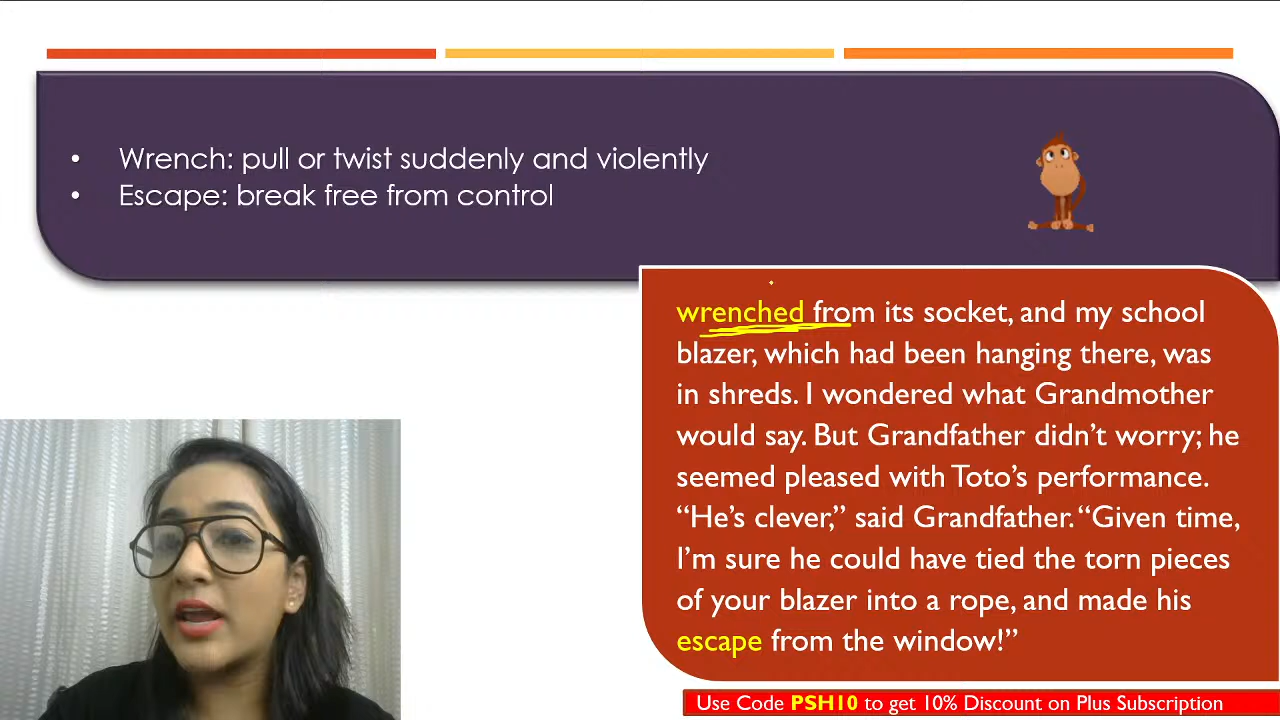 • Wrench: pull or twist suddenly and violently
• Escape: break free from control
wrenched from its socket, and my school
blazer, which had been hanging there, was
in shreds. I wondered what Grandmother
would say. But Grandfather didn’t worry; he
seemed pleased with Toto’s performance.
“He’s clever,” said Grandfather. “Given time,
I’m sure he could have tied the torn pieces
of your blazer into a rope, and made his
escape from the window!”
Use Code PSH10 to get 10% Discount on Plus Subscription